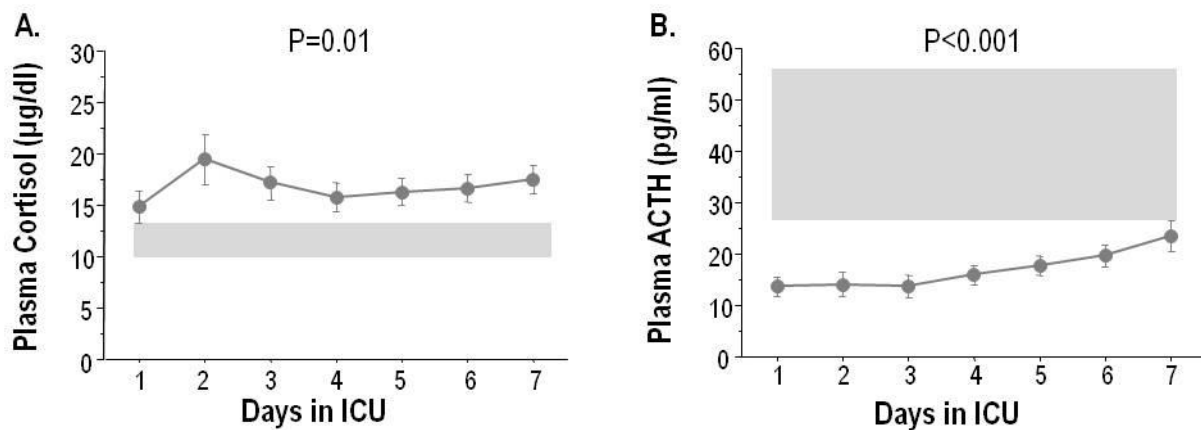 A.
P=0.01
Plasma Cortisol (µg/dl)
30
25
20
15
10
5
0
1 2 3 4 5 6 7
Days in ICU
B.
P<0.001
Plasma ACTH (pg/ml)
60
50
40
30
20
10
0
1 2 3 4 5 6 7
Days in ICU